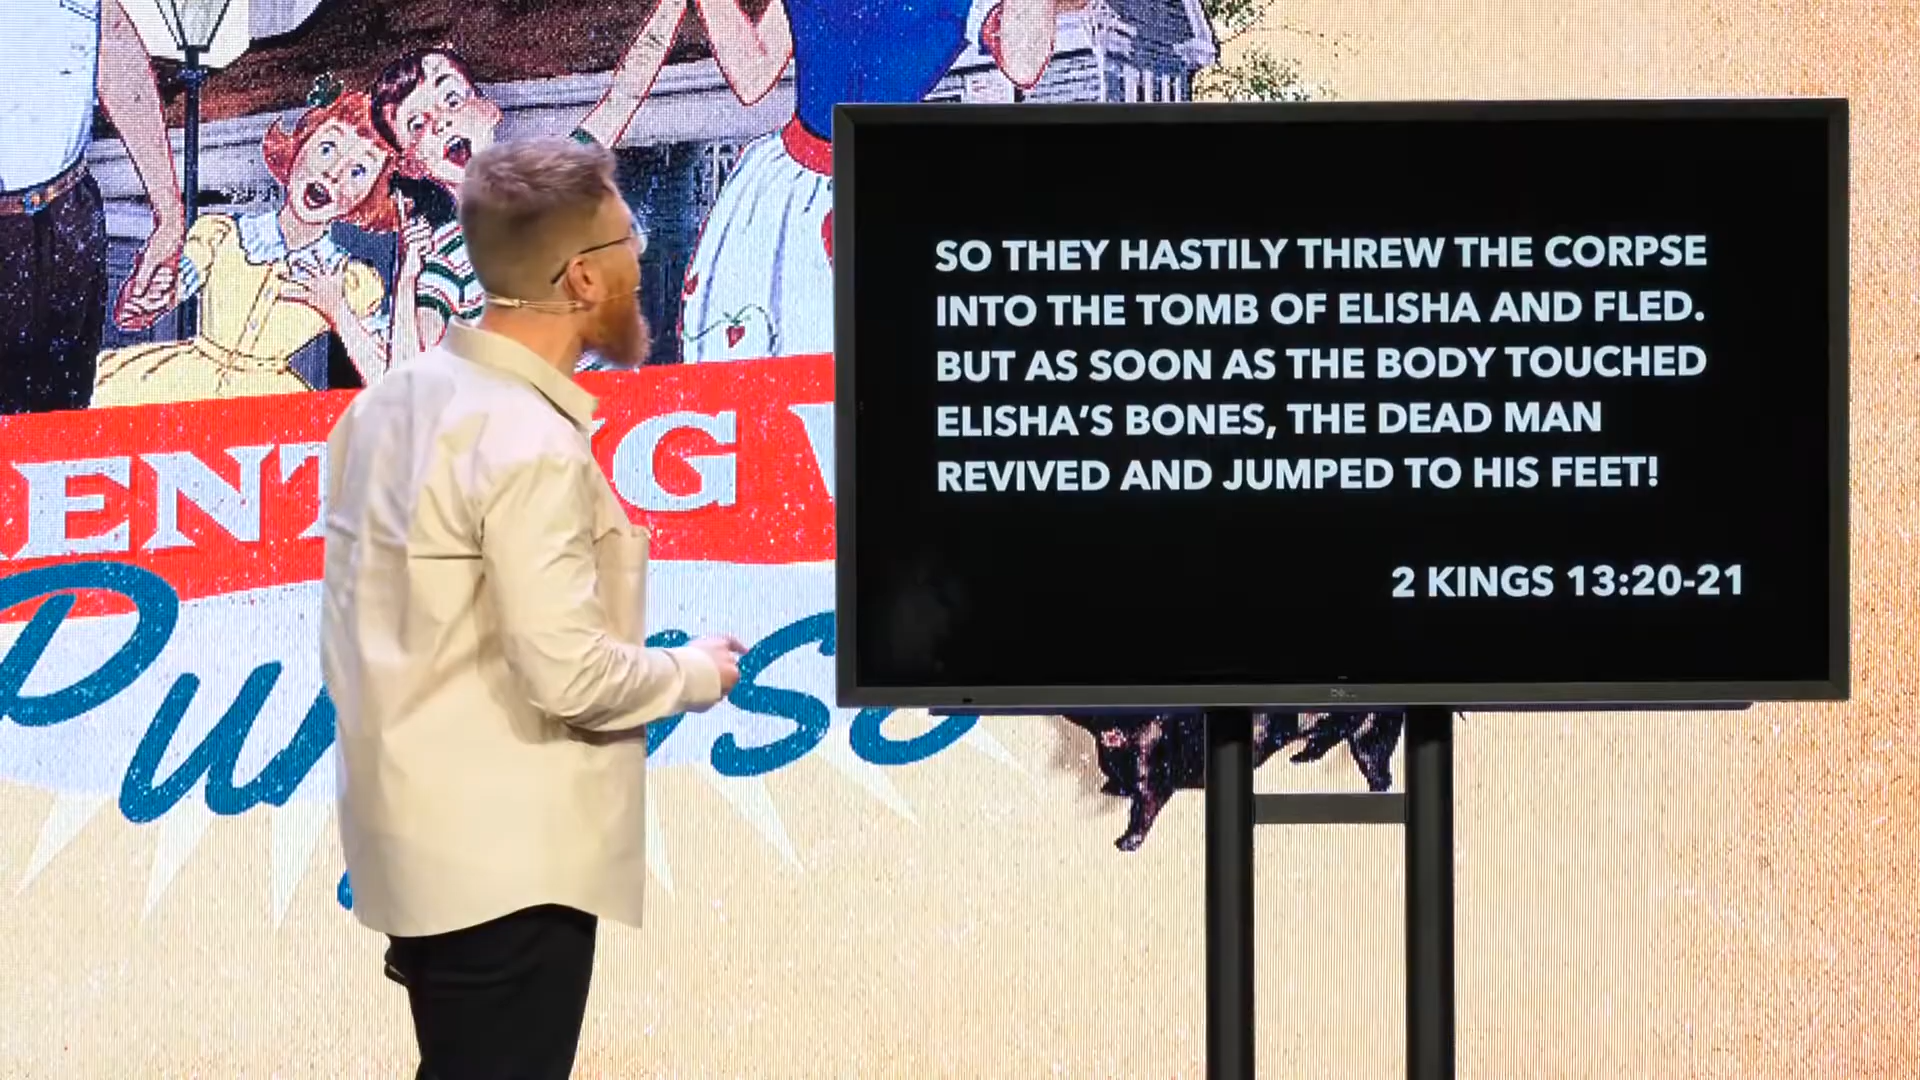 SO THEY HASTILY THREW THE CORPSE
INTO THE TOMB OF ELISHA AND FLED.
BUT AS SOON AS THE BODY TOUCHED
ELISHA’S BONES, THE DEAD MAN
REVIVED AND JUMPED TO HIS FEET!
2 KINGS 13:20-21
DELL